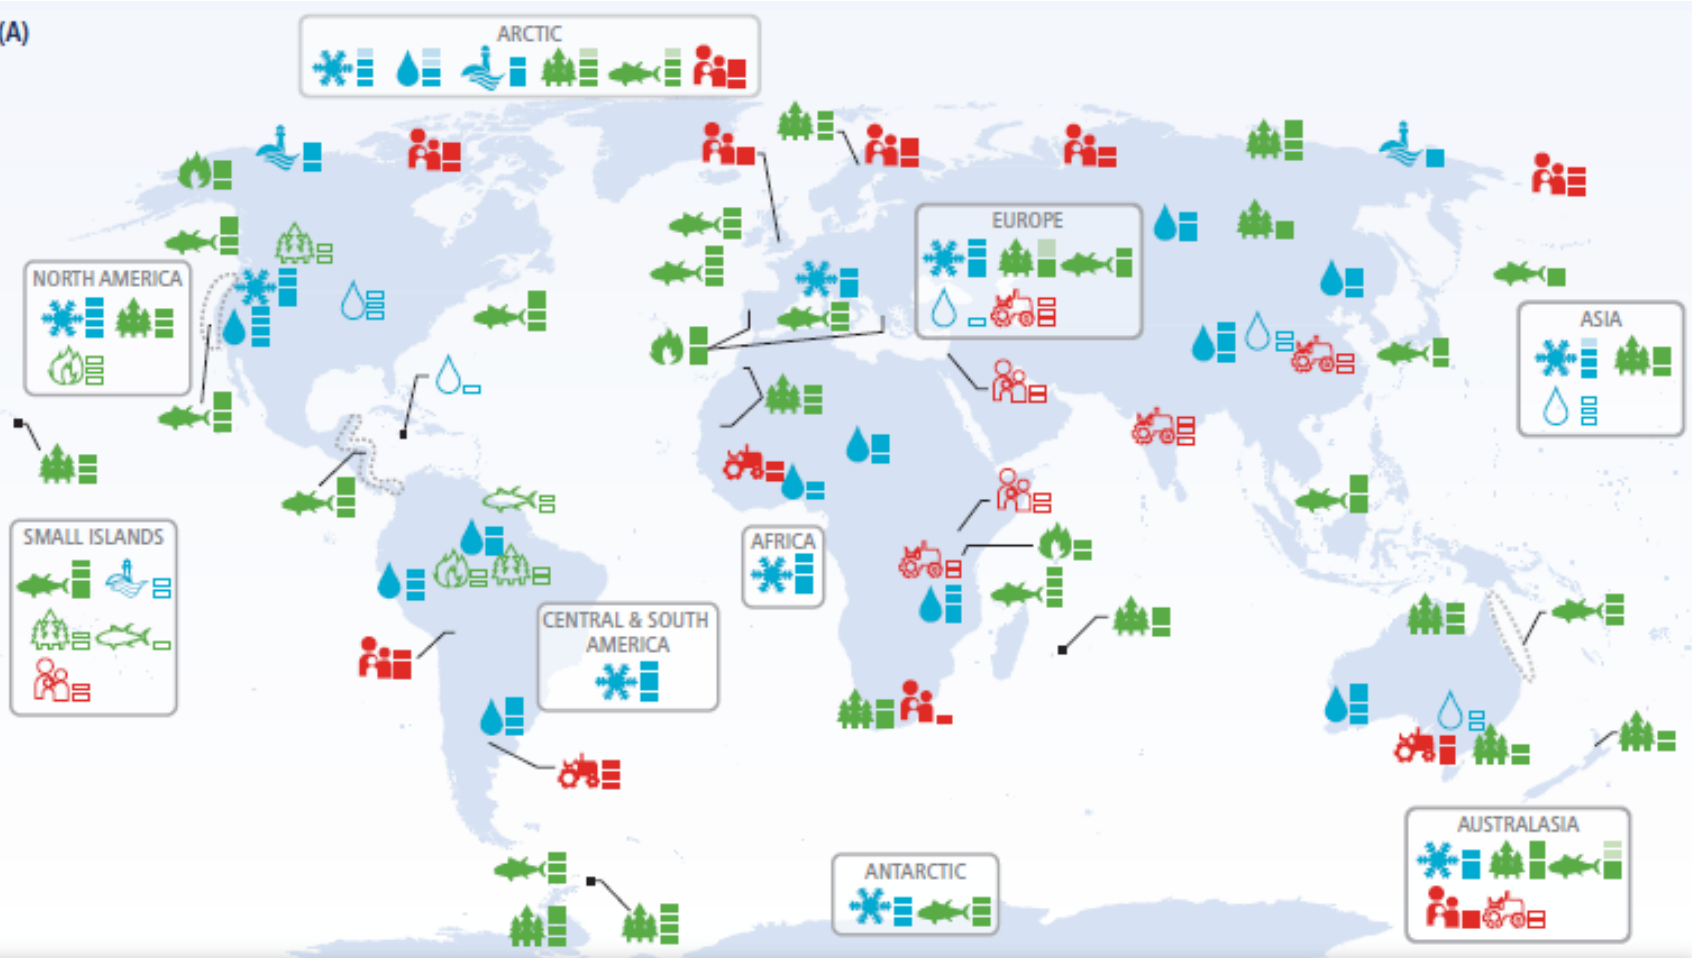 (A)
ARCTIC
EUROPE
NORTH AMERICA
ASIA
SMALL ISLANDS
AFRICA
CENTRAL & SOUTH
AMERICA
AUSTRALASIA
ANTARCTIC